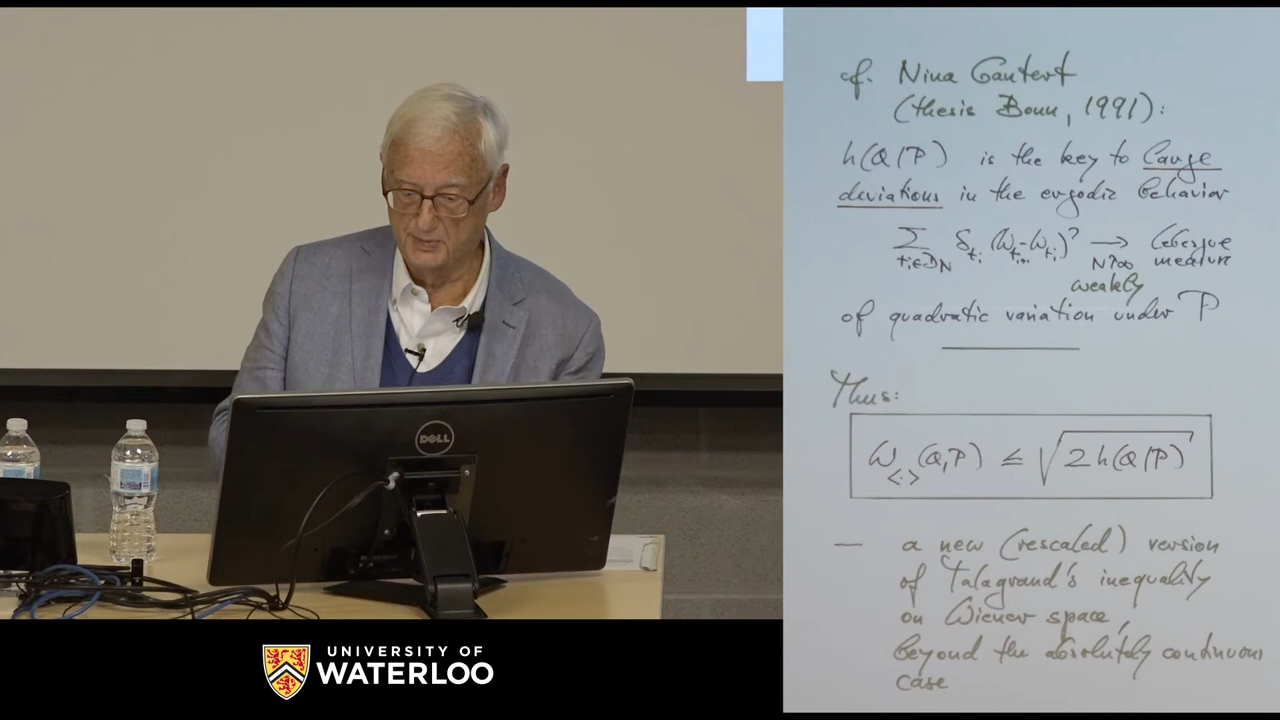 cf. Nina Gantert
(thesis Bonn, 1991):
h(Q|P) is the key to Large
deviations in the ergodic behavior
∑ δ_{t_i} (W_{t_{i+1}}-W_{t_i})² → Lebesgue
t_i∈D_N N↑∞ measure
weakly
of quadratic variation under P
Thus:
W_{<·>}(Q,P) ≤ √2h(Q|P)
— a new (rescaled) version
of Talagrand's inequality
on Wiener space,
beyond the absolutely continuous
case
DELL
UNIVERSITY OF
WATERLOO